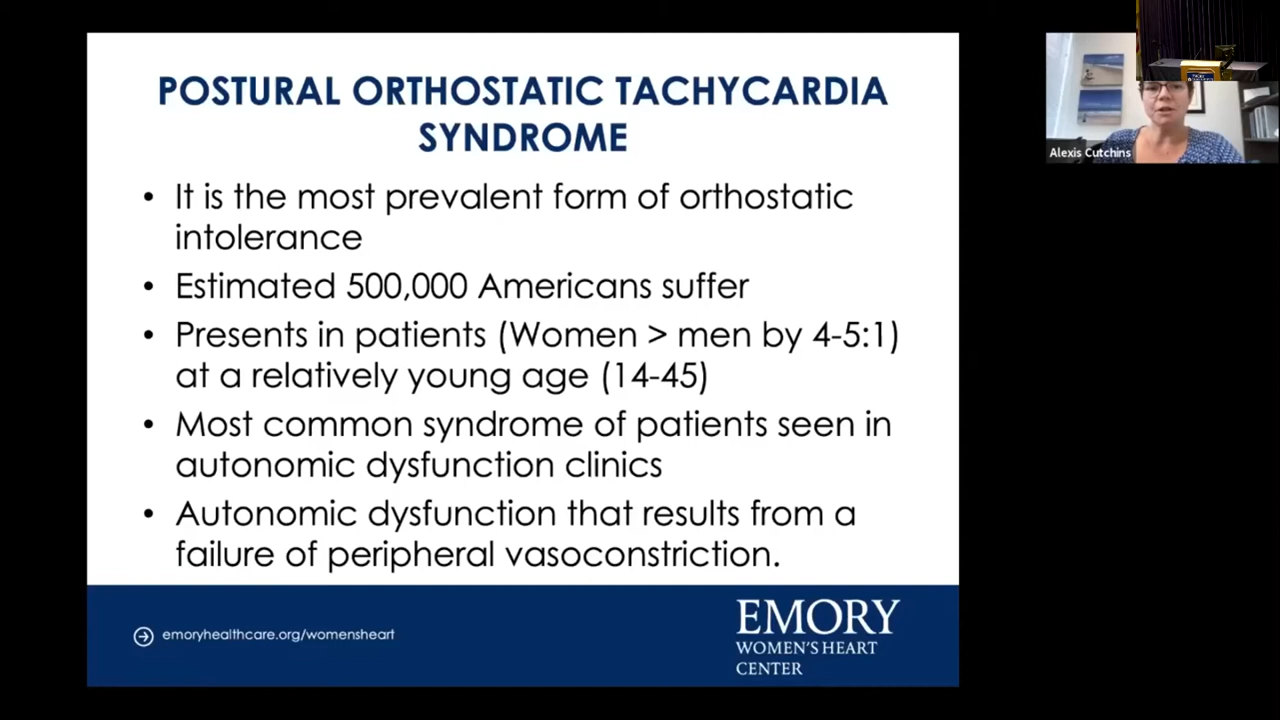 POSTURAL ORTHOSTATIC TACHYCARDIA
SYNDROME
• It is the most prevalent form of orthostatic
intolerance
• Estimated 500,000 Americans suffer
• Presents in patients (Women > men by 4-5:1)
at a relatively young age (14-45)
• Most common syndrome of patients seen in
autonomic dysfunction clinics
• Autonomic dysfunction that results from a
failure of peripheral vasoconstriction.
emoryhealthcare.org/womensheart
EMORY
WOMEN'S HEART
CENTER
Alexis Cutchins